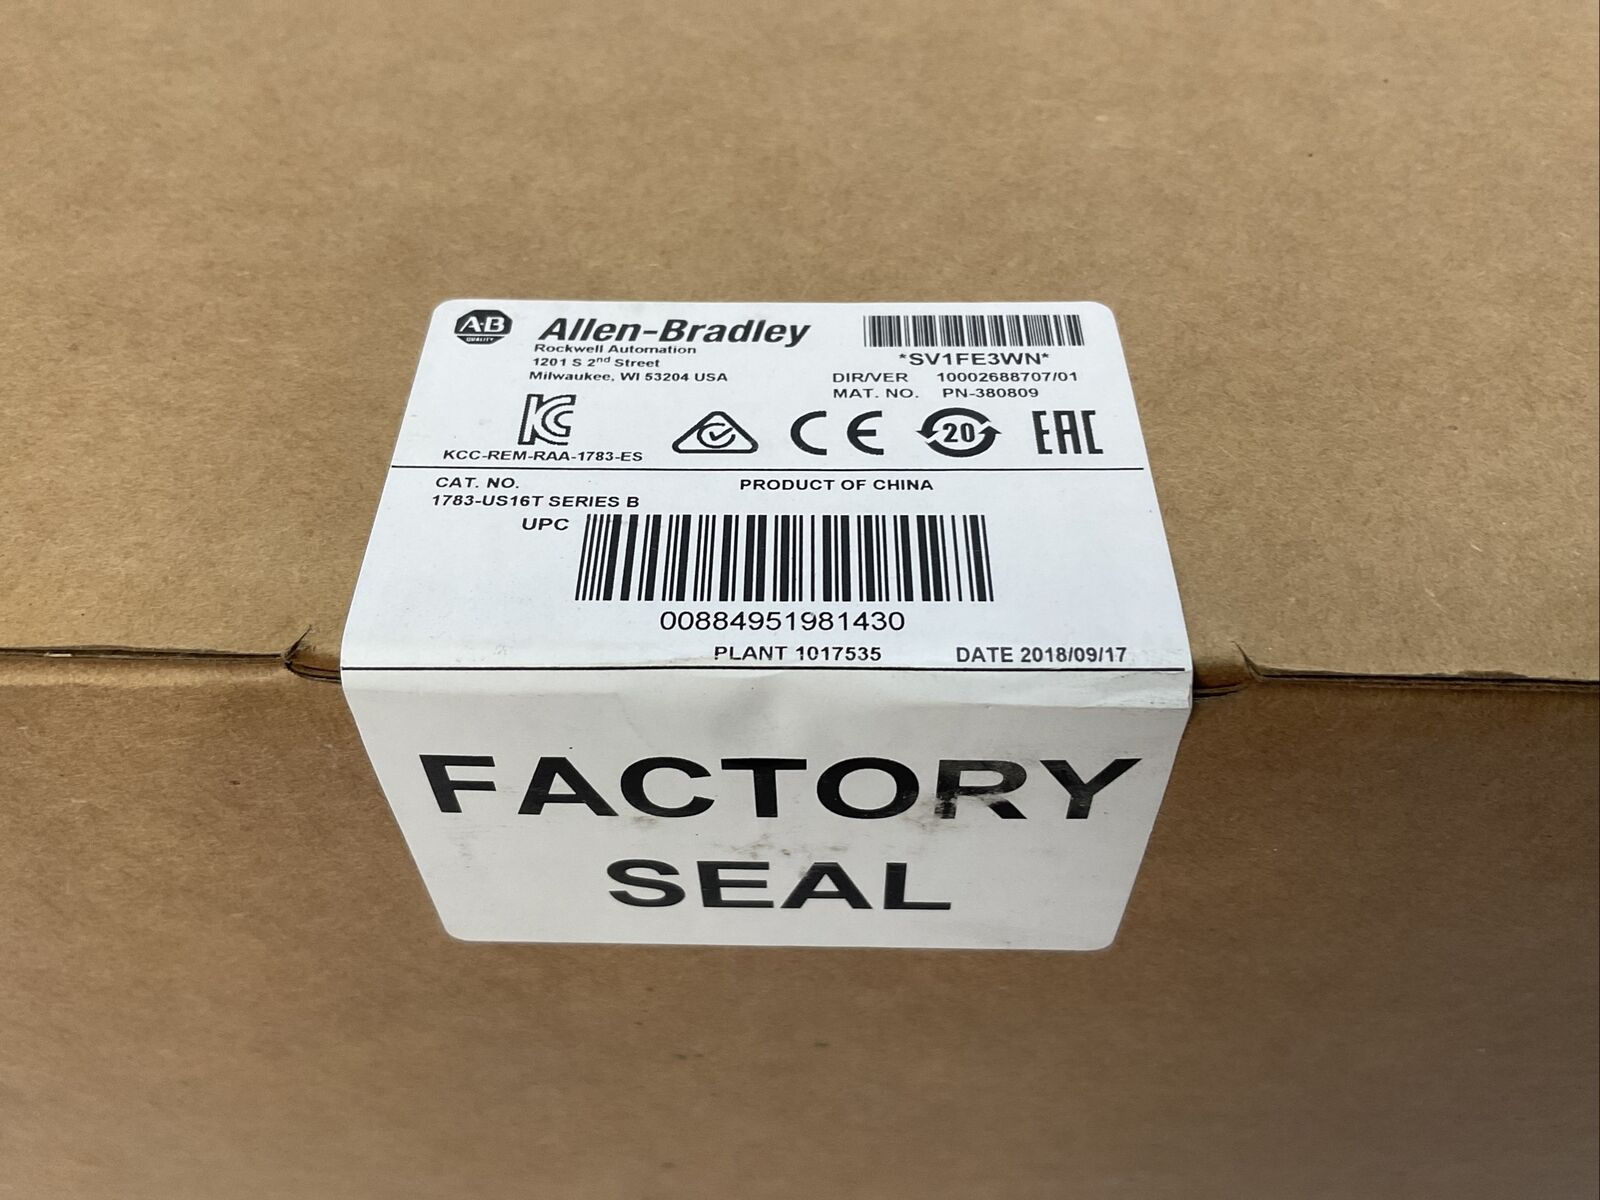 A-B
QUALITY
Allen-Bradley
Rockwell Automation
1201 S 2nd Street
Milwaukee, WI 53204 USA
*SV1FE3WN*
DIR/VER 10002688707/01
MAT. NO. PN-380809
KC
KCC-REM-RAA-1783-ES
CE
20
EAC
CAT. NO.
1783-US16T SERIES B
PRODUCT OF CHINA
UPC
00884951981430
PLANT 1017535
DATE 2018/09/17
FACTORY
SEAL